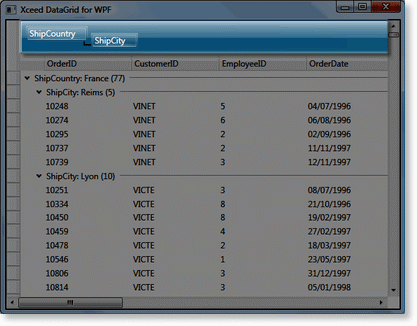 Xceed DataGrid for WPF
ShipCountry
ShipCity
OrderID CustomerID EmployeeID OrderDate
ShipCountry: France (77)
ShipCity: Reims (5)
10248 VINET 5 04/07/1996
10274 VINET 6 06/08/1996
10295 VINET 2 02/09/1996
10737 VINET 2 11/11/1997
10739 VINET 3 12/11/1997
ShipCity: Lyon (10)
10251 VICTE 3 08/07/1996
10334 VICTE 8 21/10/1996
10450 VICTE 8 19/02/1997
10459 VICTE 4 27/02/1997
10478 VICTE 2 18/03/1997
10546 VICTE 1 23/05/1997
10806 VICTE 3 31/12/1997
10814 VICTE 3 05/01/1998